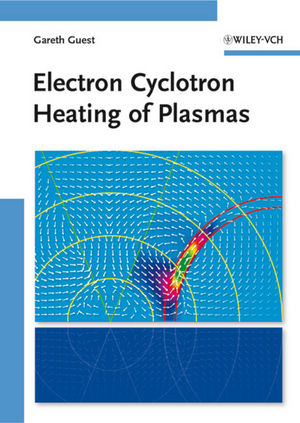 Gareth Guest
WILEY-VCH
Electron Cyclotron
Heating of Plasmas